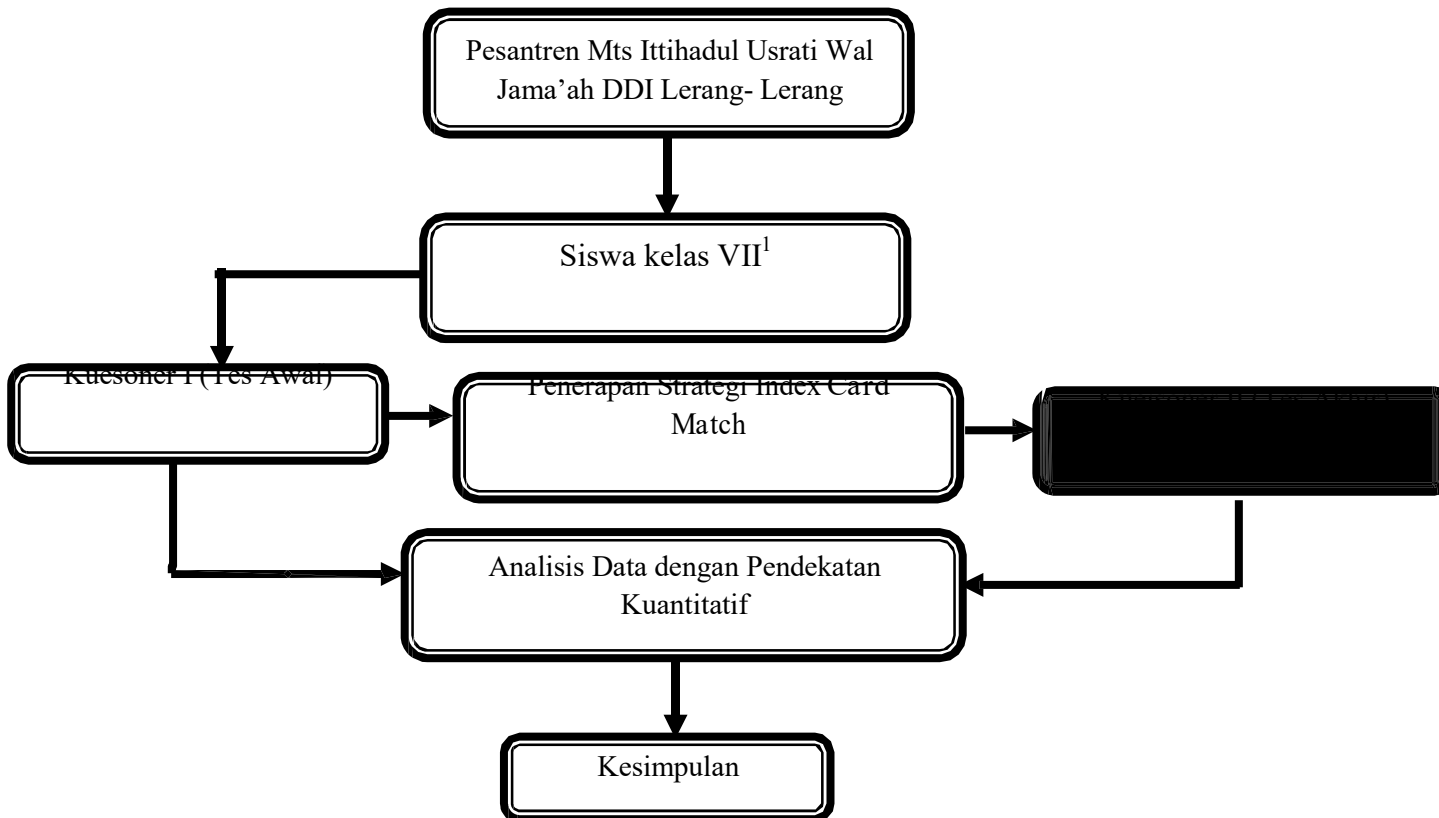 Pesantren Mts Ittihadul Usrati Wal
Jama’ah DDI Lerang- Lerang
Siswa kelas VII¹
Kuesoner I (Tes Awal)
Penerapan Strategi Index Card
Match
Analisis Data dengan Pendekatan
Kuantitatif
Kesimpulan